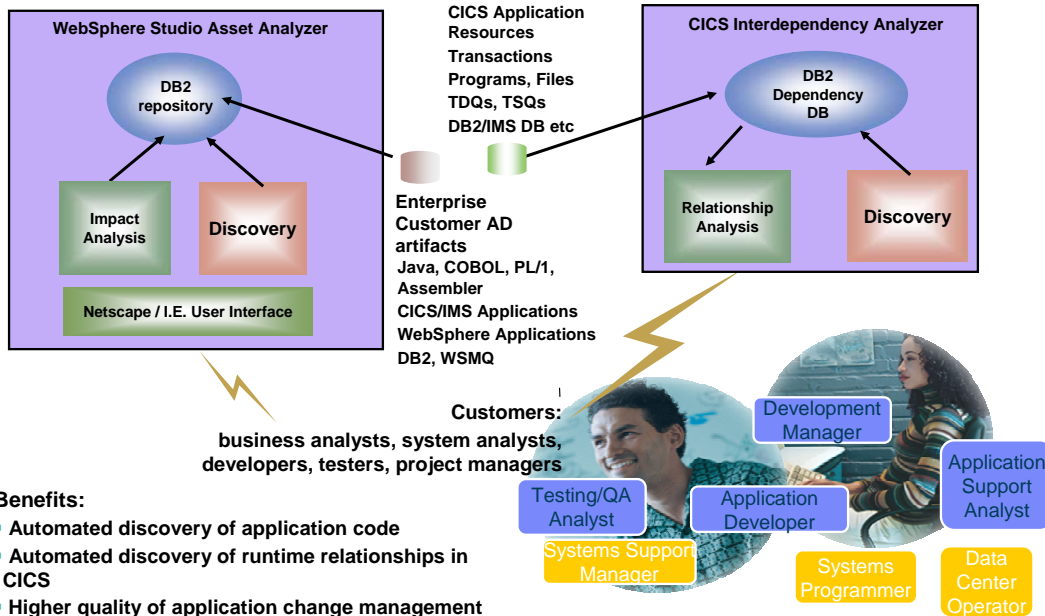 WebSphere Studio Asset Analyzer
DB2
repository
Impact
Analysis
Discovery
Netscape / I.E. User Interface
CICS Application
Resources
Transactions
Programs, Files
TDQs, TSQs
DB2/IMS DB etc
Enterprise
Customer AD
artifacts
Java, COBOL, PL/1,
Assembler
CICS/IMS Applications
WebSphere Applications
DB2, WSMQ
CICS Interdependency Analyzer
DB2
Dependency
DB
Relationship
Analysis
Discovery
Customers:
business analysts, system analysts,
developers, testers, project managers
Development
Manager
Testing/QA
Analyst
Application
Developer
Application
Support
Analyst
Systems Support
Manager
Systems
Programmer
Data
Center
Operator
Benefits:
Automated discovery of application code
Automated discovery of runtime relationships in
CICS
Higher quality of application change management